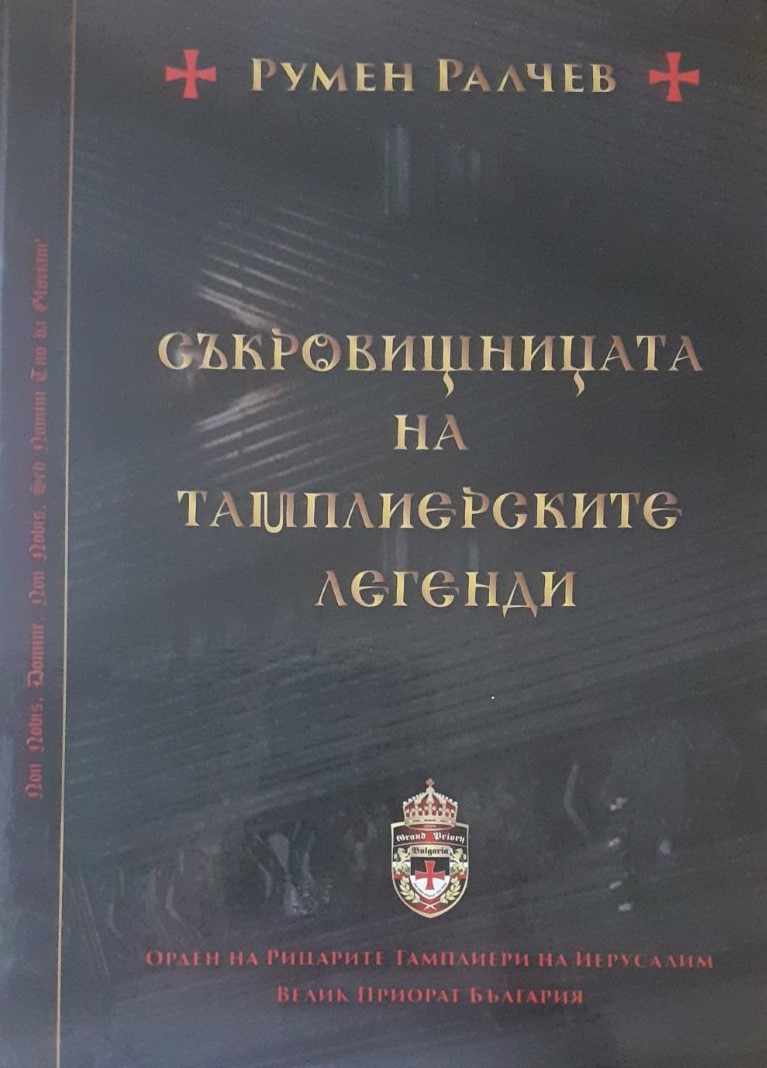 РУМЕН РАЛЧЕВ
СЪКРОВИЩНИЦАТА
НА
ТАМПЛИЕРСКИТЕ
ЛЕГЕНДИ
Non Nobis, Domine, Non Nobis, Sed Nomini Tuo da Gloriam!
Grand Priory
Bulgaria
ОРДЕН НА РИЦАРИТЕ ТАМПЛИЕРИ НА ЙЕРУСАЛИМ
ВЕЛИК ПРИОРАТ БЪЛГАРИЯ